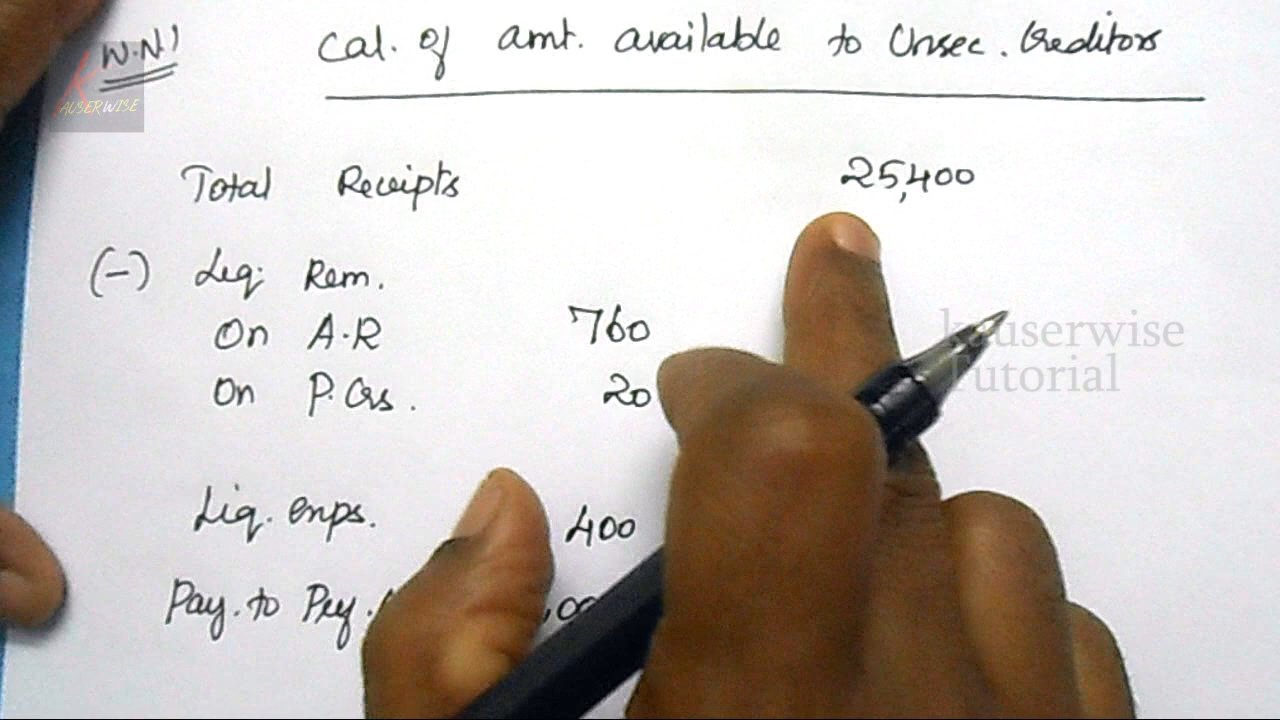 W.N.1
Cal. of amt. available to Unsec. Creditors
KAUSERWISE
Total Receipts 25,400
(-) Liq. Rem.
On A.R 760
On P. Crs. 20
kauserwise
Tutorial
Liq. exps. 400
Pay. to